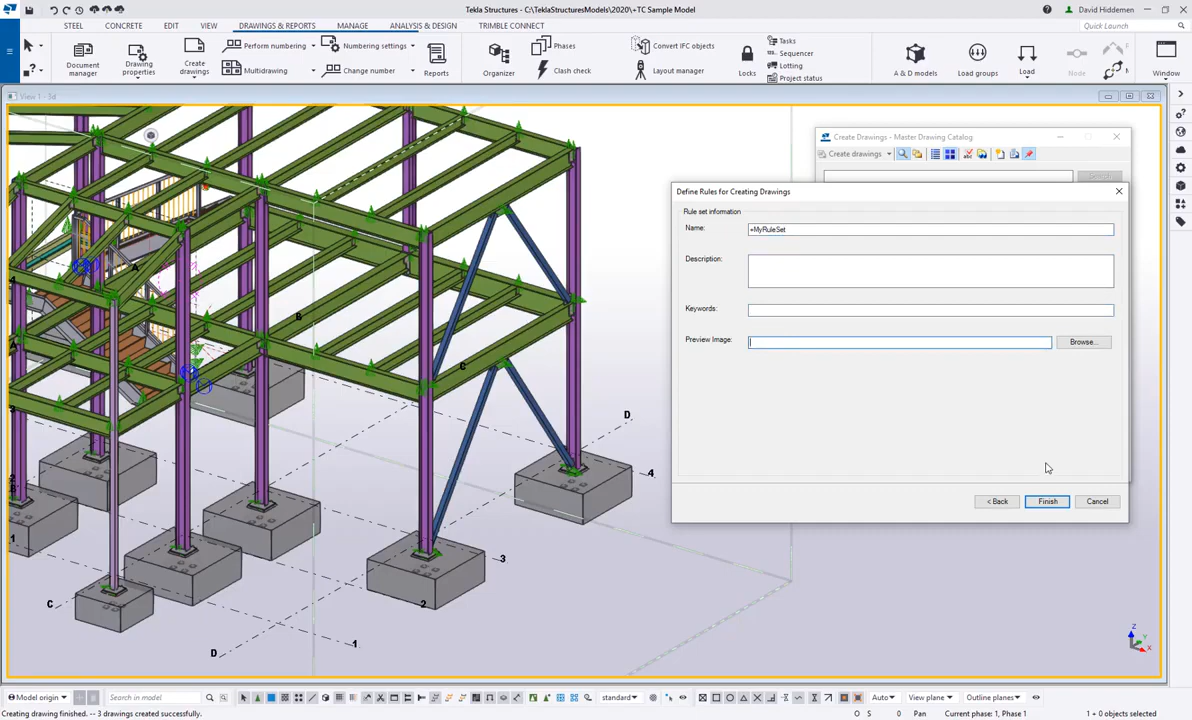 Tekla Structures - C:\TeklaStructuresModels\2020\+TC Sample Model
David Hiddemen
STEEL CONCRETE EDIT VIEW DRAWINGS & REPORTS MANAGE ANALYSIS & DESIGN TRIMBLE CONNECT
Quick Launch
Document manager
Drawing properties
Create drawings
Perform numbering
Multidrawing
Numbering settings
Change number
Reports
Organizer
Phases
Clash check
Convert IFC objects
Layout manager
Locks
Tasks
Sequencer
Lotting
Project status
A & D models
Load groups
Load
Node
Window
View 1 - 3d
Create Drawings - Master Drawing Catalog
Create drawings
Search
Define Rules for Creating Drawings
Rule set information
Name:
+MyRuleSet
Description:
Keywords:
Preview Image:
Browse...
< Back
Finish
Cancel
A
B
C
D
4
4
3
3
2
C
1
1
D
Z
Y
X
Model origin
Search in model
standard
Auto
View plane
Outline planes
Creating drawing finished. -- 3 drawings created successfully.
O S 0 Pan Current phase: 1, Phase 1 1 + 0 objects selected